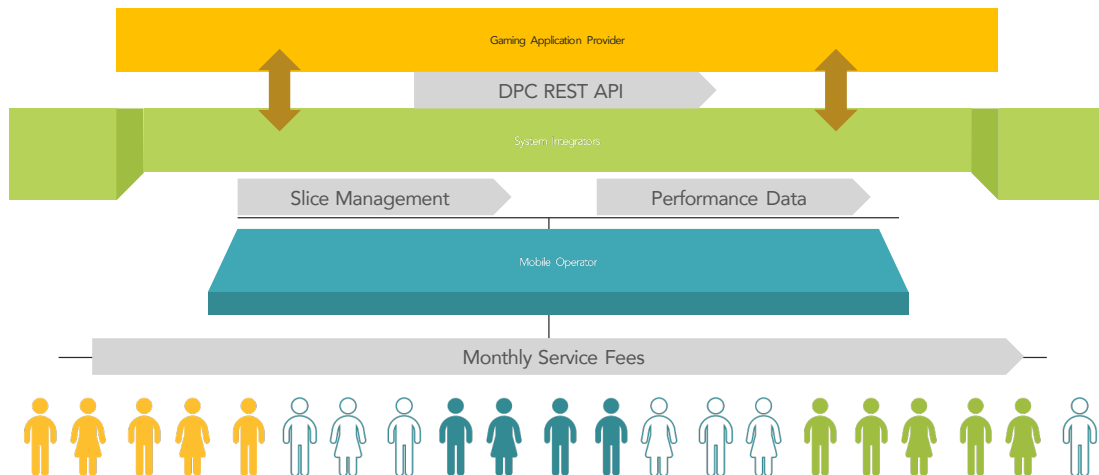 Gaming Application Provider
DPC REST API
System Integrators
Slice Management
Performance Data
Mobile Operator
Monthly Service Fees